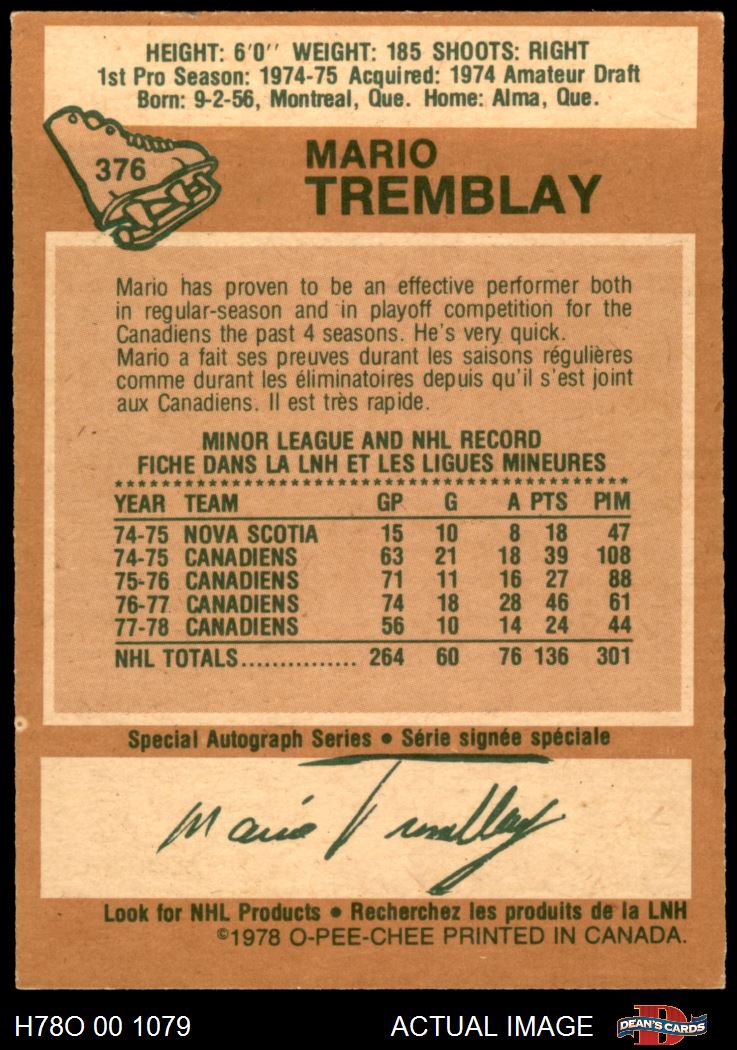 HEIGHT: 6'0'' WEIGHT: 185 SHOOTS: RIGHT
1st Pro Season: 1974-75 Acquired: 1974 Amateur Draft
Born: 9-2-56, Montreal, Que. Home: Alma, Que.
376
MARIO
TREMBLAY
Mario has proven to be an effective performer both
in regular-season and in playoff competition for the
Canadiens the past 4 seasons. He's very quick.
Mario a fait ses preuves durant les saisons régulières
comme durant les éliminatoires depuis qu'il s'est joint
aux Canadiens. Il est très rapide.
MINOR LEAGUE AND NHL RECORD
FICHE DANS LA LNH ET LES LIGUES MINEURES
YEAR TEAM GP G A PTS PIM
74-75 NOVA SCOTIA 15 10 8 18 47
74-75 CANADIENS 63 21 18 39 108
75-76 CANADIENS 71 11 16 27 88
76-77 CANADIENS 74 18 28 46 61
77-78 CANADIENS 56 10 14 24 44
NHL TOTALS............... 264 60 76 136 301
Special Autograph Series • Série signée spéciale
Mario Tremblay
Look for NHL Products • Recherchez les produits de la LNH
©1978 O-PEE-CHEE PRINTED IN CANADA.
H78O 00 1079 ACTUAL IMAGE DEAN'S CARDS